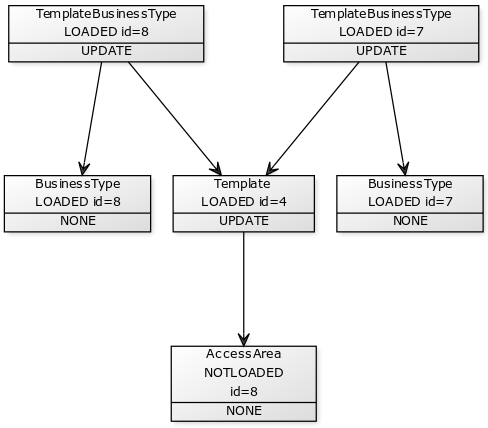 TemplateBusinessType
LOADED id=8
UPDATE
TemplateBusinessType
LOADED id=7
UPDATE
BusinessType
LOADED id=8
NONE
Template
LOADED id=4
UPDATE
BusinessType
LOADED id=7
NONE
AccessArea
NOTLOADED
id=8
NONE